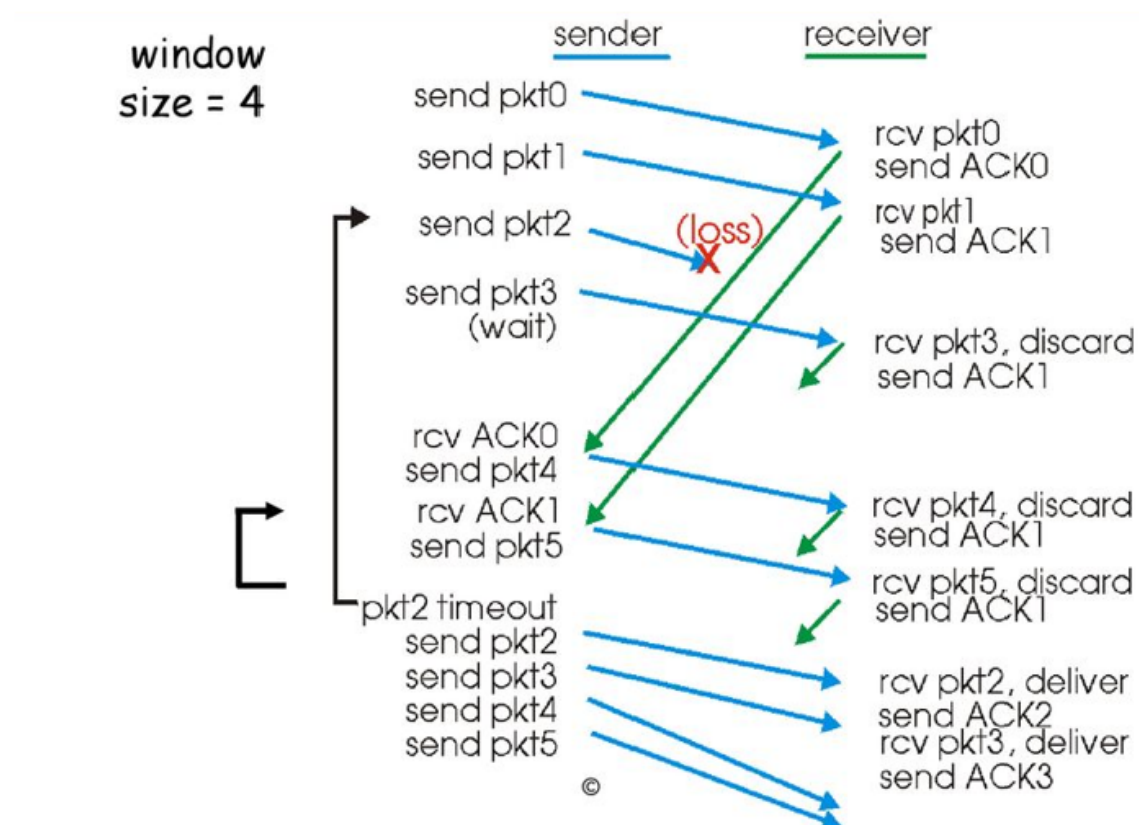 window
size = 4
sender
receiver
send pkt0
send pkt1
send pkt2
send pkt3
(wait)
(loss)
X
rcv pkt0
send ACK0
rcv pkt1
send ACK1
rcv pkt3, discard
send ACK1
rcv ACK0
send pkt4
rcv ACK1
send pkt5
rcv pkt4, discard
send ACK1
rcv pkt5, discard
send ACK1
pkt2 timeout
send pkt2
send pkt3
send pkt4
send pkt5
rcv pkt2, deliver
send ACK2
rcv pkt3, deliver
send ACK3
©